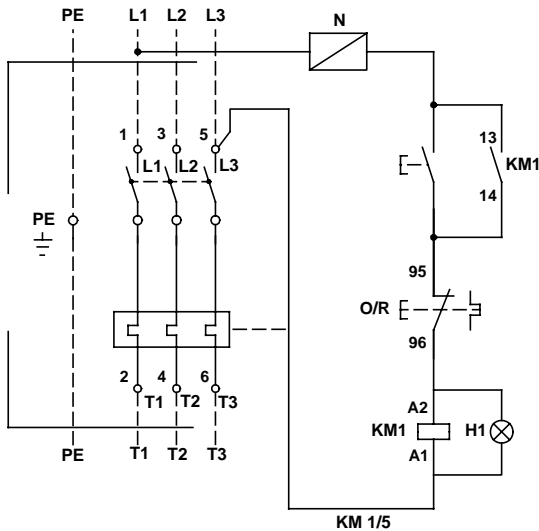 PE L1 L2 L3
N
1 3 5
13
L1 L2 L3
KM1
14
PE
95
O/R
96
2 4 6
T1 T2 T3
A2
KM1 H1
A1
PE T1 T2 T3
KM 1/5